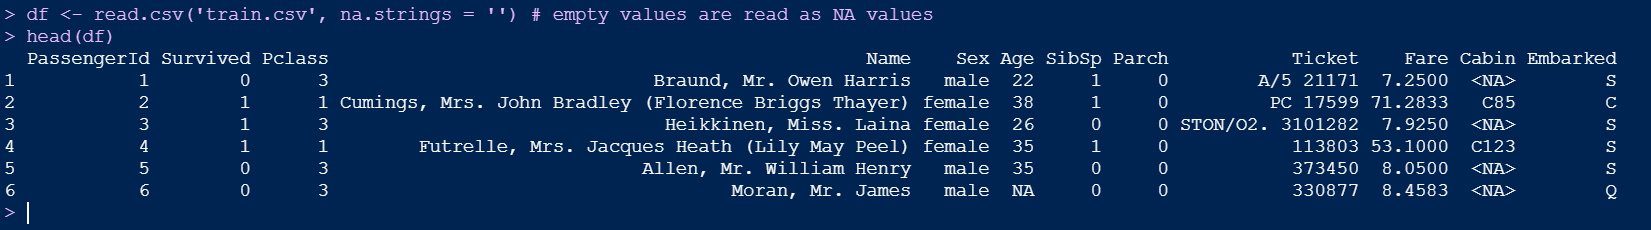 > df <- read.csv('train.csv', na.strings = '') # empty values are read as NA values
> head(df)
PassengerId Survived Pclass Name Sex Age SibSp Parch Ticket Fare Cabin Embarked
1 1 0 3 Braund, Mr. Owen Harris male 22 1 0 A/5 21171 7.2500 <NA> S
2 2 1 1 Cumings, Mrs. John Bradley (Florence Briggs Thayer) female 38 1 0 PC 17599 71.2833 C85 C
3 3 1 3 Heikkinen, Miss. Laina female 26 0 0 STON/O2. 3101282 7.9250 <NA> S
4 4 1 1 Futrelle, Mrs. Jacques Heath (Lily May Peel) female 35 1 0 113803 53.1000 C123 S
5 5 0 3 Allen, Mr. William Henry male 35 0 0 373450 8.0500 <NA> S
6 6 0 3 Moran, Mr. James male NA 0 0 330877 8.4583 <NA> Q
>